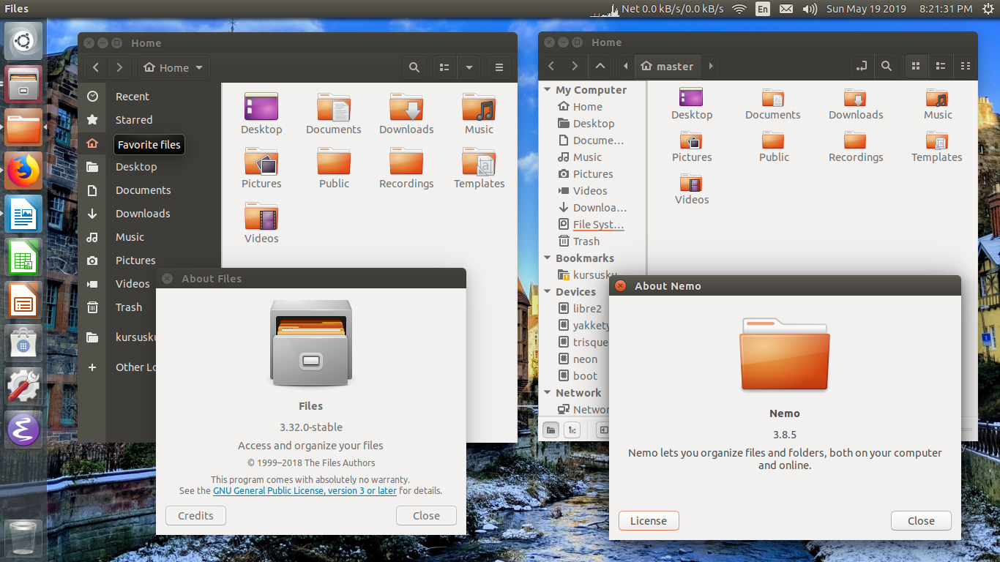 Files
Net 0.0 kB/s/0.0 kB/s
En
Sun May 19 2019
8:21:31 PM
Home
Home
Recent
Starred
Favorite files
Desktop
Documents
Downloads
Music
Pictures
Videos
Trash
kursusku
Other Lo
Desktop
Documents
Downloads
Music
Pictures
Public
Recordings
Templates
Videos
About Files
Files
3.32.0-stable
Access and organize your files
© 1999–2018 The Files Authors
This program comes with absolutely no warranty.
See the GNU General Public License, version 3 or later for details.
Credits
Close
Home
master
My Computer
Home
Desktop
Docume...
Music
Pictures
Videos
Downloa...
File Syst...
Trash
Bookmarks
kursusku
Devices
libre2
yakkety
trisque
neon
boot
Network
Networ
Desktop
Documents
Downloads
Music
Pictures
Public
Recordings
Templates
Videos
About Nemo
Nemo
3.8.5
Nemo lets you organize files and folders, both on your computer
and online.
License
Close